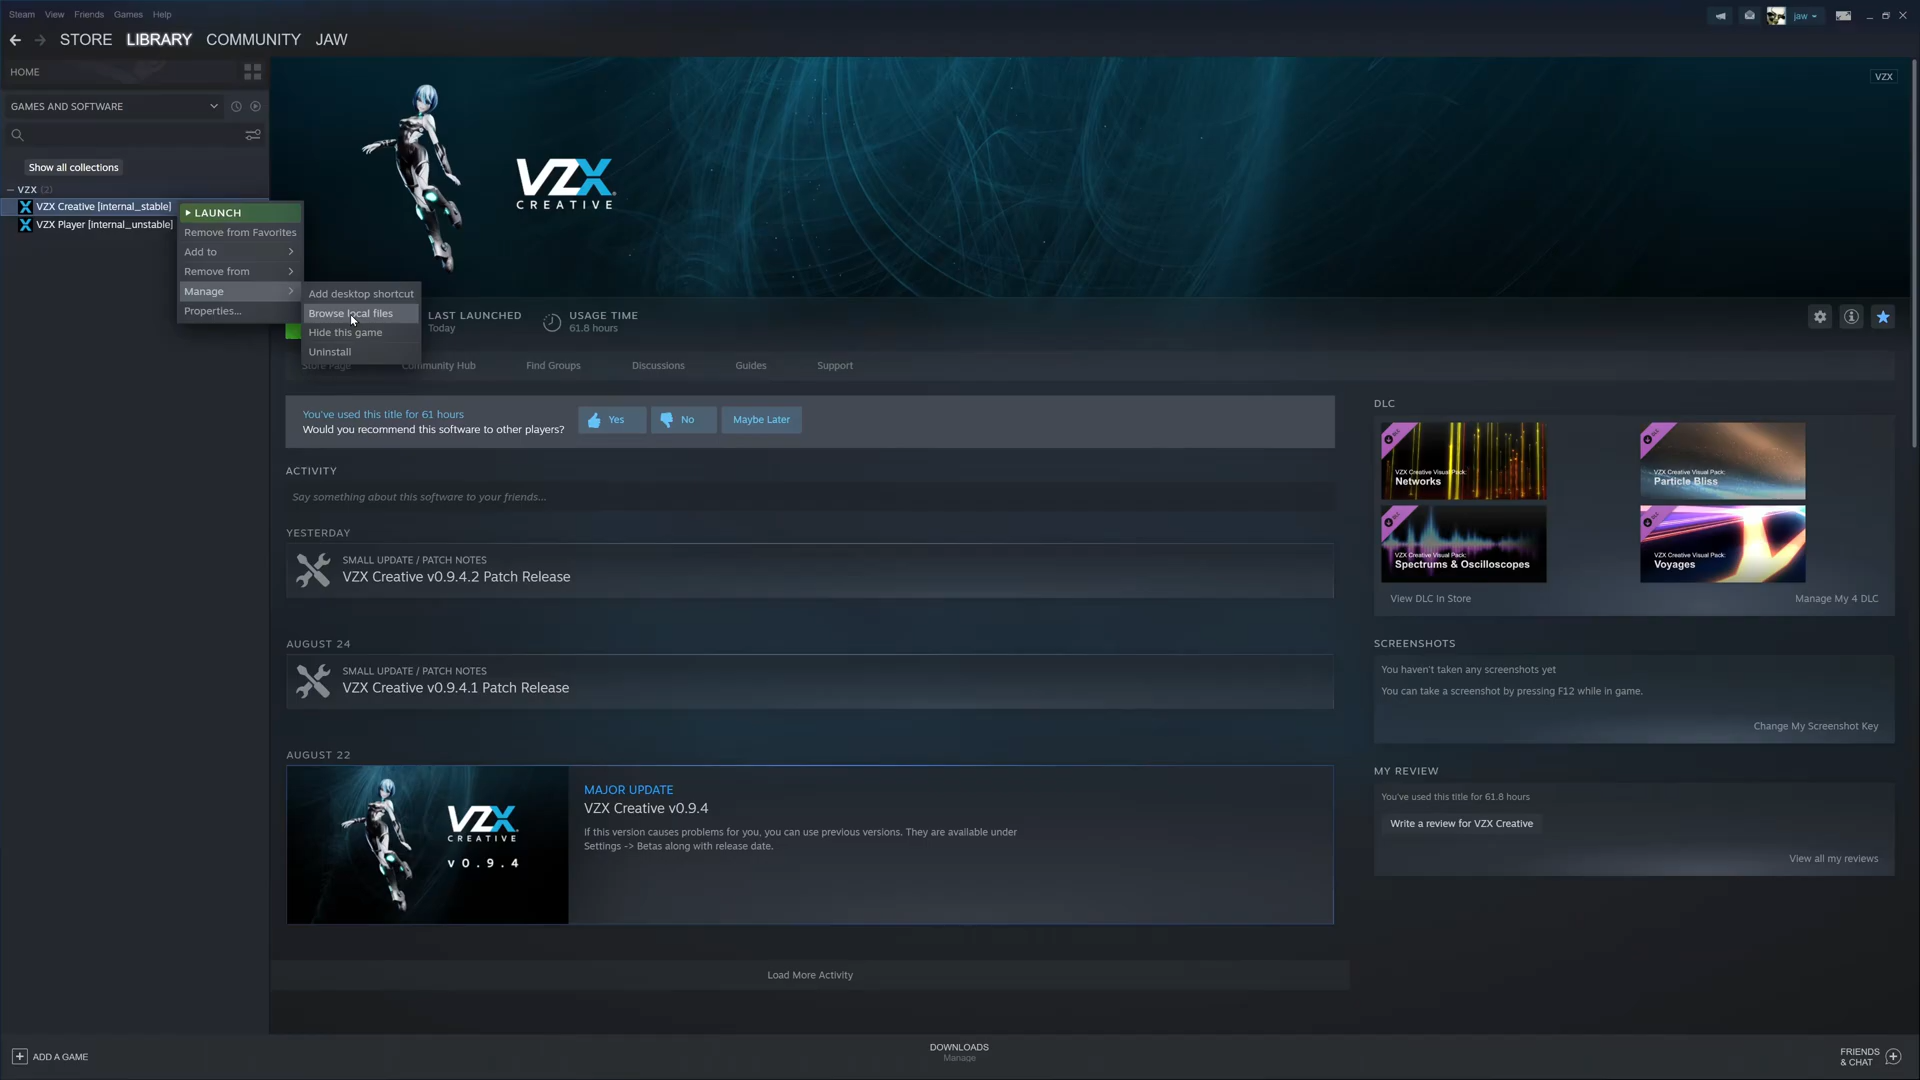 Steam View Friends Games Help
jaw
STORE LIBRARY COMMUNITY JAW
HOME
GAMES AND SOFTWARE
Show all collections
VZX (2)
VZX Creative [internal_stable]
VZX Player [internal_unstable]
LAUNCH
Remove from Favorites
Add to
Remove from
Manage
Properties...
Add desktop shortcut
Browse local files
Hide this game
Uninstall
VZX
CREATIVE
VZX
LAST LAUNCHED
Today
USAGE TIME
61.8 hours
Store Page Community Hub Find Groups Discussions Guides Support
You've used this title for 61 hours
Would you recommend this software to other players?
Yes No Maybe Later
ACTIVITY
Say something about this software to your friends...
YESTERDAY
SMALL UPDATE / PATCH NOTES
VZX Creative v0.9.4.2 Patch Release
AUGUST 24
SMALL UPDATE / PATCH NOTES
VZX Creative v0.9.4.1 Patch Release
AUGUST 22
VZX
CREATIVE
v0.9.4
MAJOR UPDATE
VZX Creative v0.9.4
If this version causes problems for you, you can use previous versions. They are available under
Settings -> Betas along with release date.
Load More Activity
DLC
VZX Creative Visual Pack:
Networks
VZX Creative Visual Pack:
Particle Bliss
VZX Creative Visual Pack:
Spectrums & Oscilloscopes
VZX Creative Visual Pack:
Voyages
View DLC In Store
Manage My 4 DLC
SCREENSHOTS
You haven't taken any screenshots yet
You can take a screenshot by pressing F12 while in game.
Change My Screenshot Key
MY REVIEW
You've used this title for 61.8 hours
Write a review for VZX Creative
View all my reviews
ADD A GAME
DOWNLOADS
Manage
FRIENDS
& CHAT